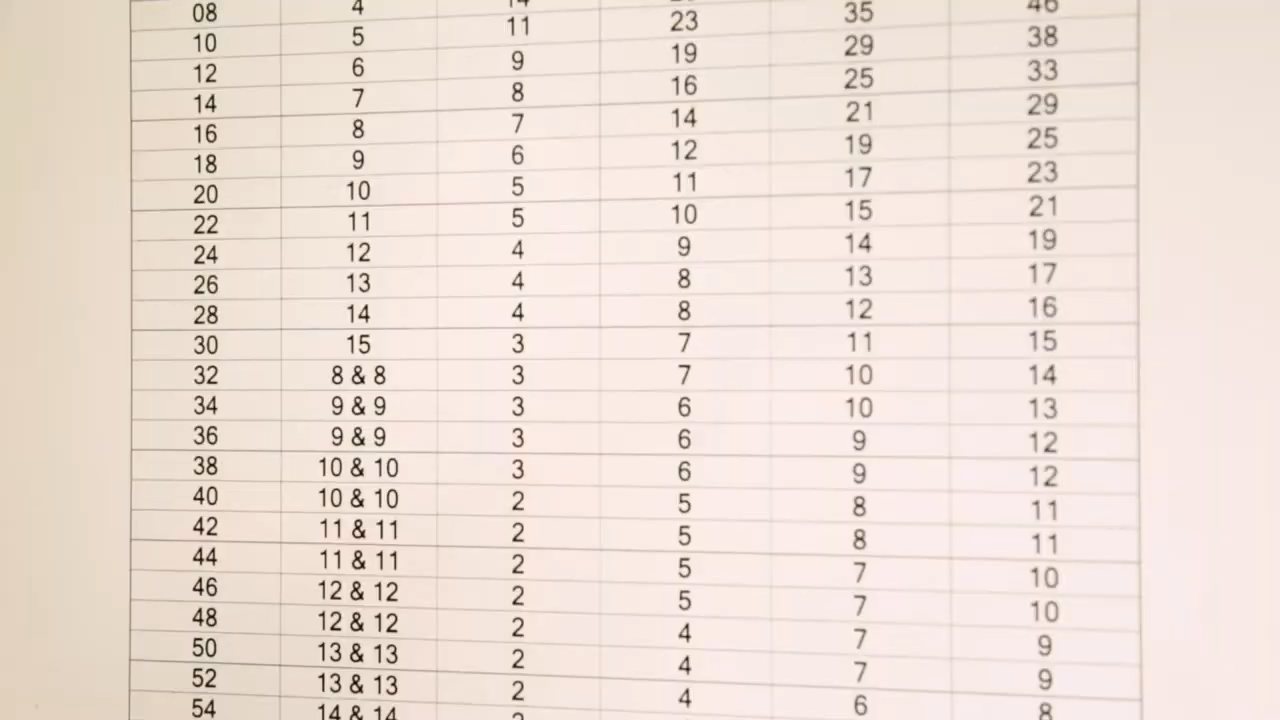 08 4 14
10 5 11 23 35 46
12 6 9 19 29 38
14 7 8 16 25 33
16 8 7 14 21 29
18 9 6 12 19 25
20 10 5 11 17 23
22 11 5 10 15 21
24 12 4 9 14 19
26 13 4 8 13 17
28 14 4 8 12 16
30 15 3 7 11 15
32 8 & 8 3 7 10 14
34 9 & 9 3 6 10 13
36 9 & 9 3 6 9 12
38 10 & 10 3 6 9 12
40 10 & 10 2 5 8 11
42 11 & 11 2 5 8 11
44 11 & 11 2 5 7 10
46 12 & 12 2 5 7 10
48 12 & 12 2 4 7 9
50 13 & 13 2 4 7 9
52 13 & 13 2 4 6 8
54 14 & 14